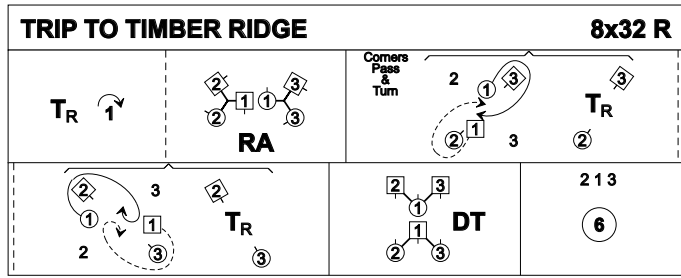 TRIP TO TIMBER RIDGE 8x32 R
TR 1
2 3
1 1
2 3
RA
Corners
Pass
&
Turn
2 1 3 3
TR
2 1 3 2
2 3 2
1 1 TR
2 3 3
2 3
1
1
2 3
DT
2 1 3
6